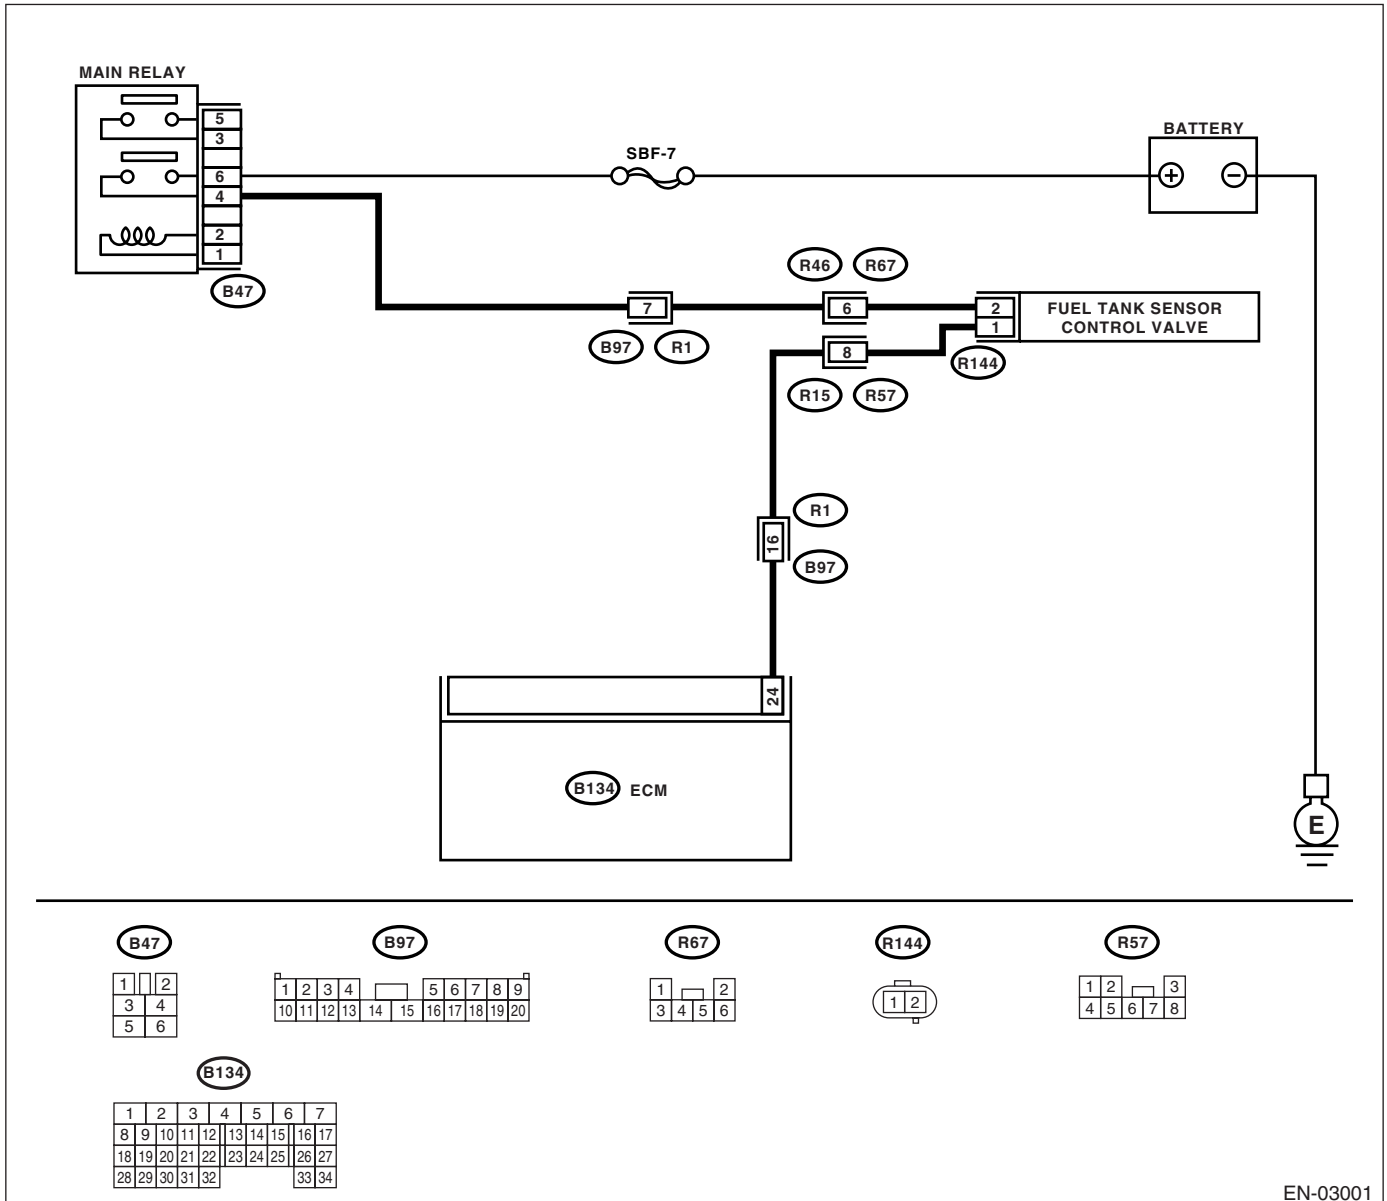 MAIN RELAY
5
3
6
4
2
1
B47
SBF-7
BATTERY
+
−
R46 R67
7
6
B97 R1
2
1
FUEL TANK SENSOR
CONTROL VALVE
8
R144
R15 R57
R1
16
B97
24
B134 ECM
E
B47
1 2
3 4
5 6
B97
1 2 3 4 5 6 7 8 9
10 11 12 13 14 15 16 17 18 19 20
R67
1 2
3 4 5 6
R144
1 2
R57
1 2 3
4 5 6 7 8
B134
1 2 3 4 5 6 7
8 9 10 11 12 13 14 15 16 17
18 19 20 21 22 23 24 25 26 27
28 29 30 31 32 33 34
EN-03001